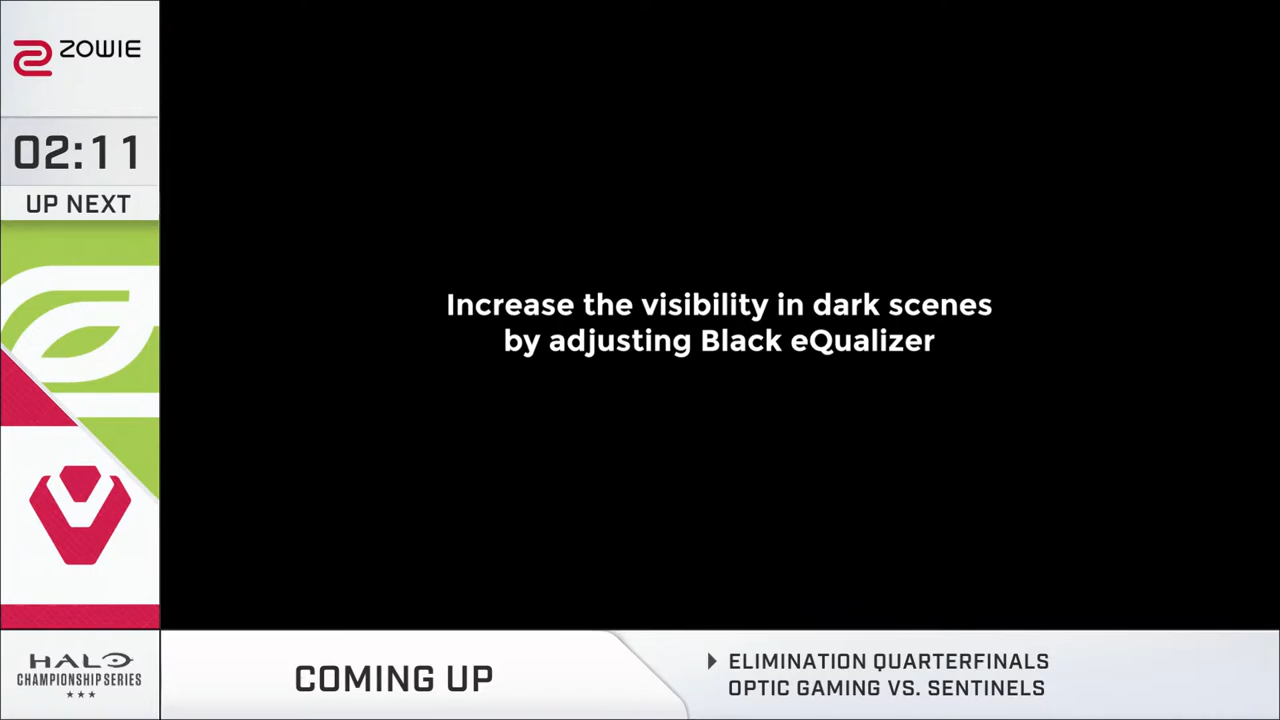 ZOWIE
02:11
UP NEXT
Increase the visibility in dark scenes
by adjusting Black eQualizer
HALO
CHAMPIONSHIP SERIES
COMING UP
ELIMINATION QUARTERFINALS
OPTIC GAMING VS. SENTINELS